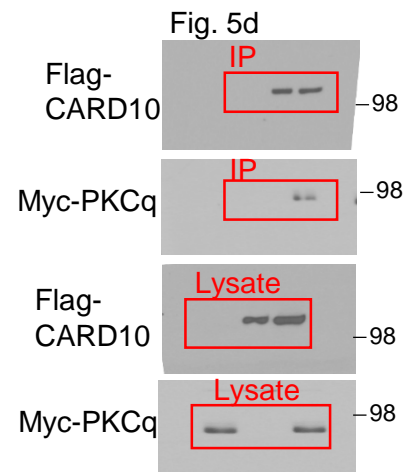 Fig. 5d
IP
Flag-
CARD10
98
IP
98
Myc-PKCq
Lysate
Flag-
CARD10
98
Lysate
98
Myc-PKCq